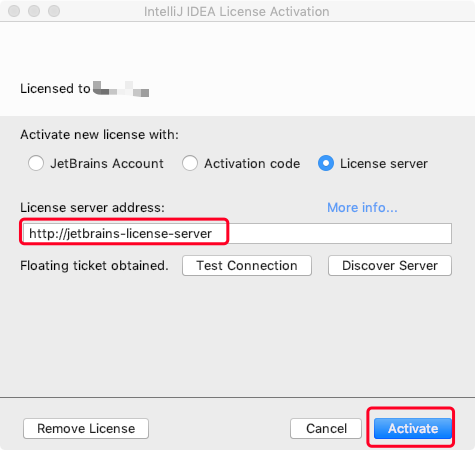 IntelliJ IDEA License Activation
Licensed to
Activate new license with:
JetBrains Account Activation code License server
License server address: More info...
http://jetbrains-license-server
Floating ticket obtained. Test Connection Discover Server
Remove License Cancel Activate